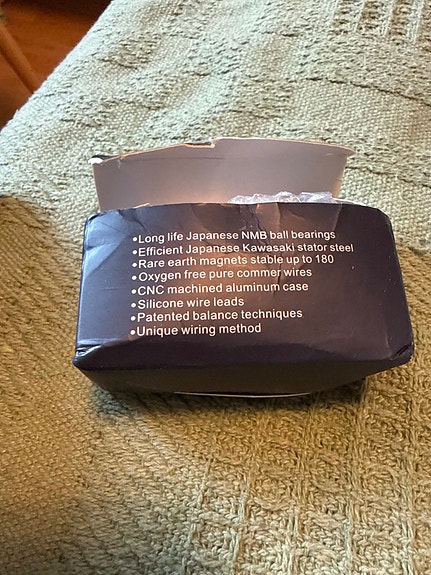 •Long life Japanese NMB ball bearings
•Efficient Japanese Kawasaki stator steel
•Rare earth magnets stable up to 180
•Oxygen free pure commer wires
•CNC machined aluminum case
•Silicone wire leads
•Patented balance techniques
•Unique wiring method